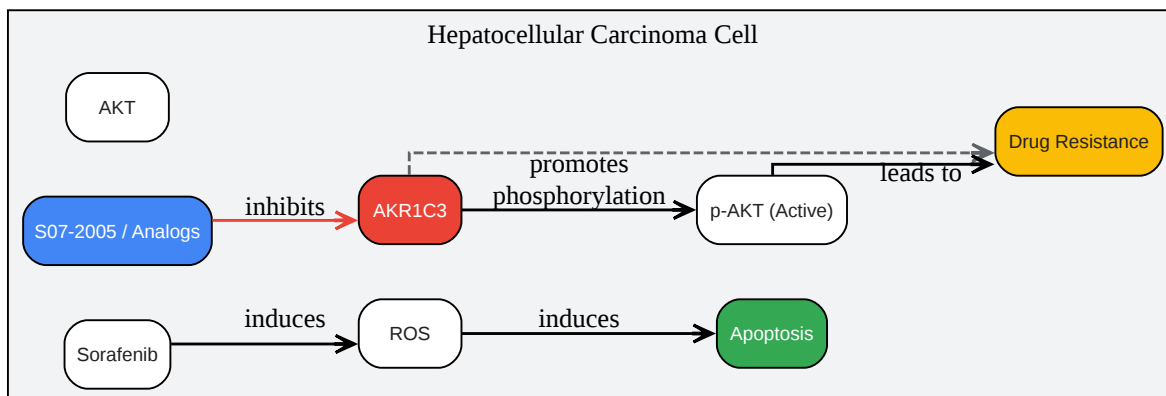 Hepatocellular Carcinoma Cell
AKT
Drug Resistance
promotes
phosphorylation
leads to
inhibits
AKR1C3
p-AKT (Active)
S07-2005 / Analogs
induces
ROS
induces
Apoptosis
Sorafenib